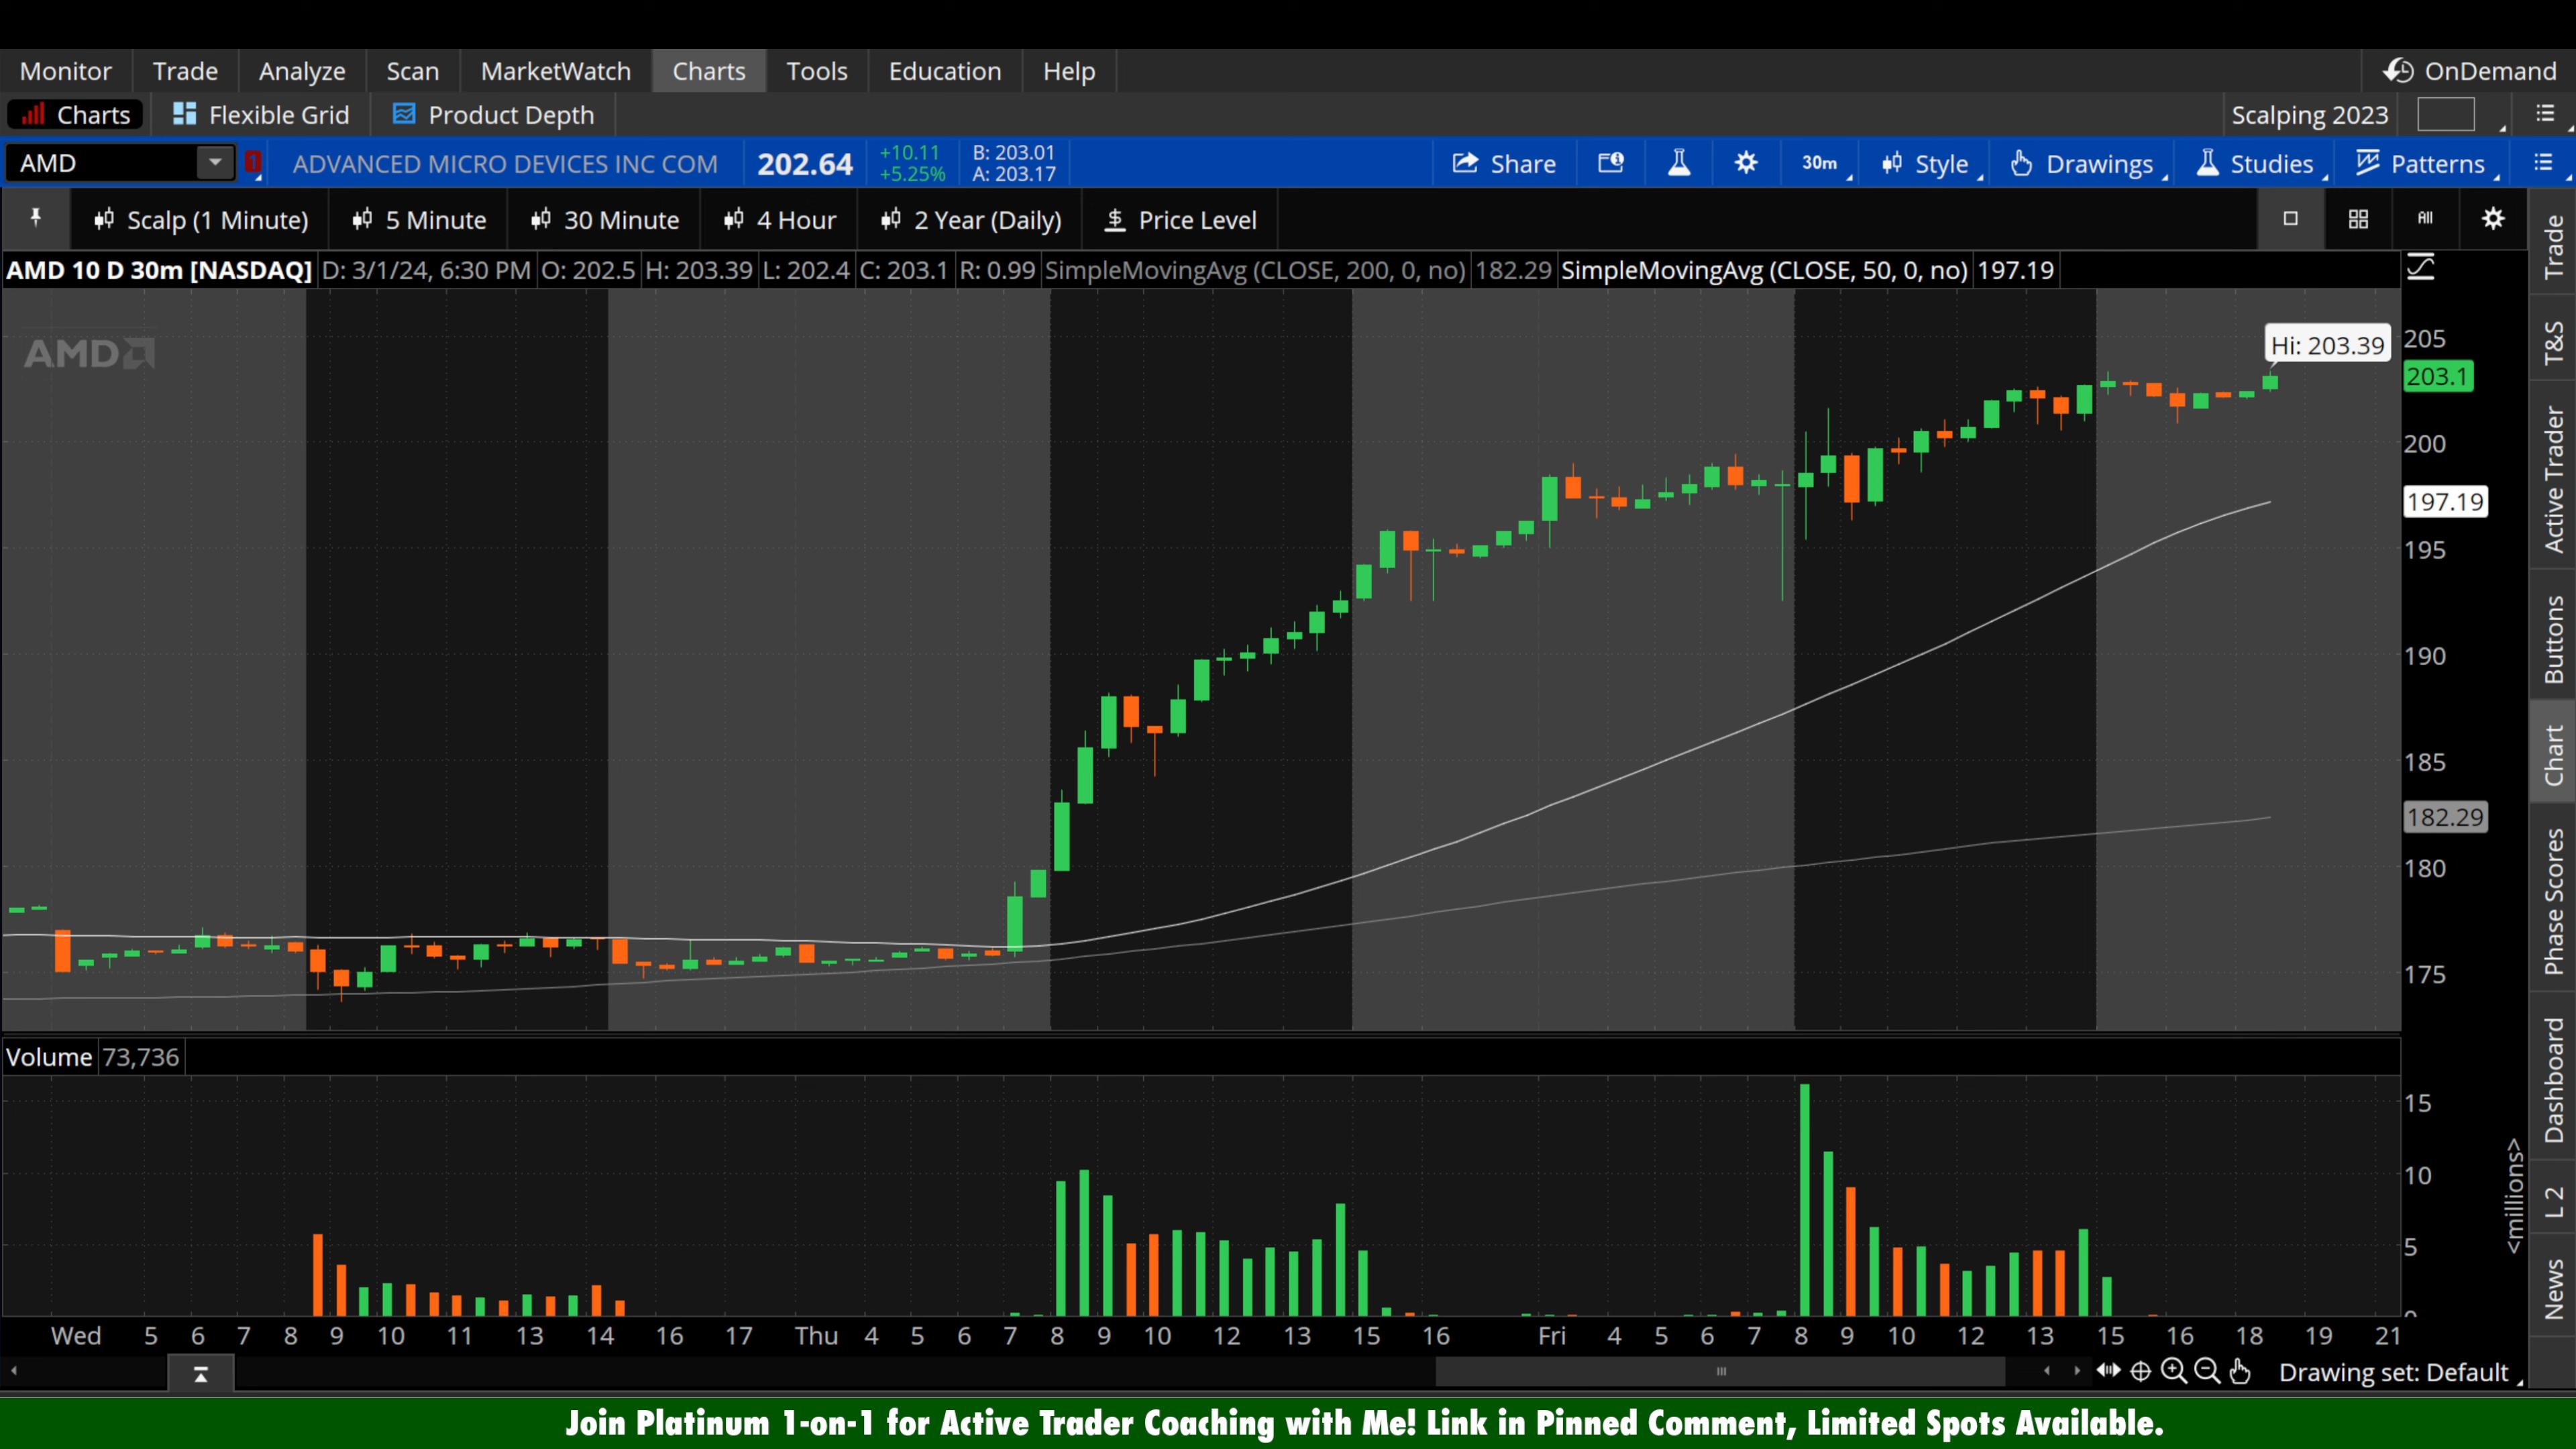 Monitor Trade Analyze Scan MarketWatch Charts Tools Education Help OnDemand
Charts Flexible Grid Product Depth Scalping 2023
AMD 1 ADVANCED MICRO DEVICES INC COM 202.64 +10.11 B: 203.01 Share 30m Style Drawings Studies Patterns
+5.25% A: 203.17
Scalp (1 Minute) 5 Minute 30 Minute 4 Hour 2 Year (Daily) $ Price Level All
AMD 10 D 30m [NASDAQ] D: 3/1/24, 6:30 PM O: 202.5 H: 203.39 L: 202.4 C: 203.1 R: 0.99 SimpleMovingAvg (CLOSE, 200, 0, no) 182.29 SimpleMovingAvg (CLOSE, 50, 0, no) 197.19
AMD
Hi: 203.39
205
203.1
200
197.19
195
190
185
182.29
180
175
Volume 73,736
15
10
5
0
<millions>
Wed 5 6 7 8 9 10 11 13 14 16 17 Thu 4 5 6 7 8 9 10 12 13 15 16 Fri 4 5 6 7 8 9 10 12 13 15 16 18 19 21
Drawing set: Default
Trade
T&S
Active Trader
Buttons
Chart
Phase Scores
Dashboard
L 2
News
Join Platinum 1-on-1 for Active Trader Coaching with Me! Link in Pinned Comment, Limited Spots Available.